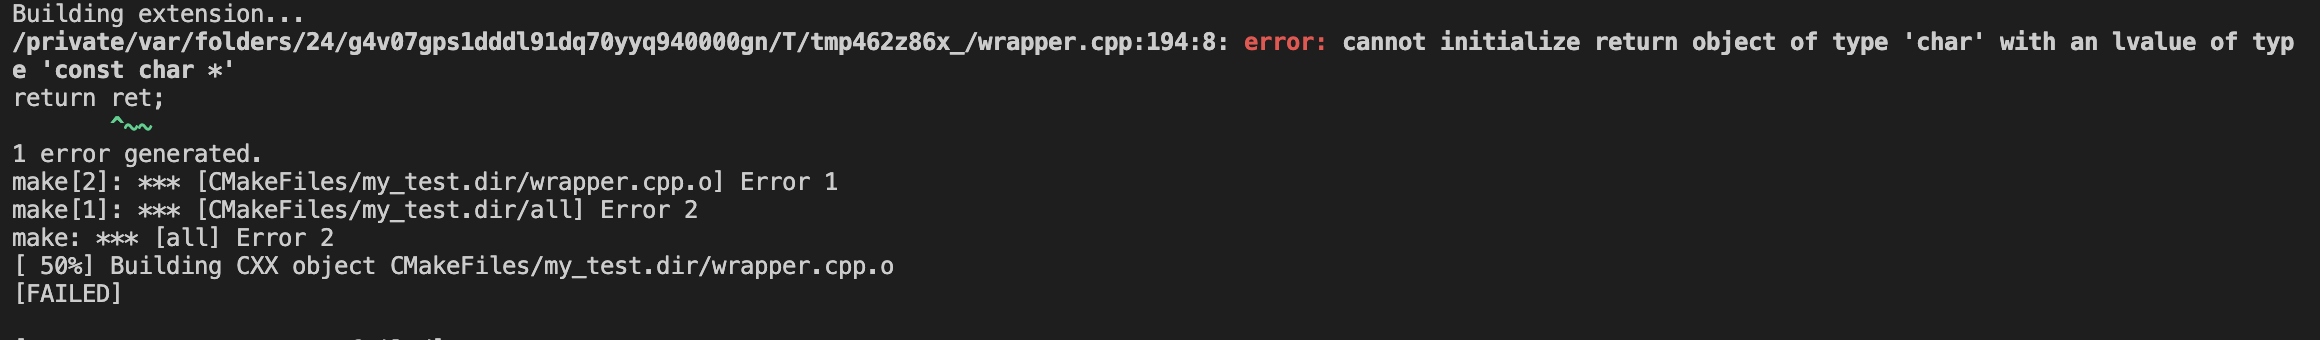 Building extension...
/private/var/folders/24/g4v07gps1dddl91dq70yyq940000gn/T/tmp462z86x_/wrapper.cpp:194:8: error: cannot initialize return object of type 'char' with an lvalue of typ
e 'const char *'
return ret;
^~~
1 error generated.
make[2]: *** [CMakeFiles/my_test.dir/wrapper.cpp.o] Error 1
make[1]: *** [CMakeFiles/my_test.dir/all] Error 2
make: *** [all] Error 2
[ 50%] Building CXX object CMakeFiles/my_test.dir/wrapper.cpp.o
[FAILED]